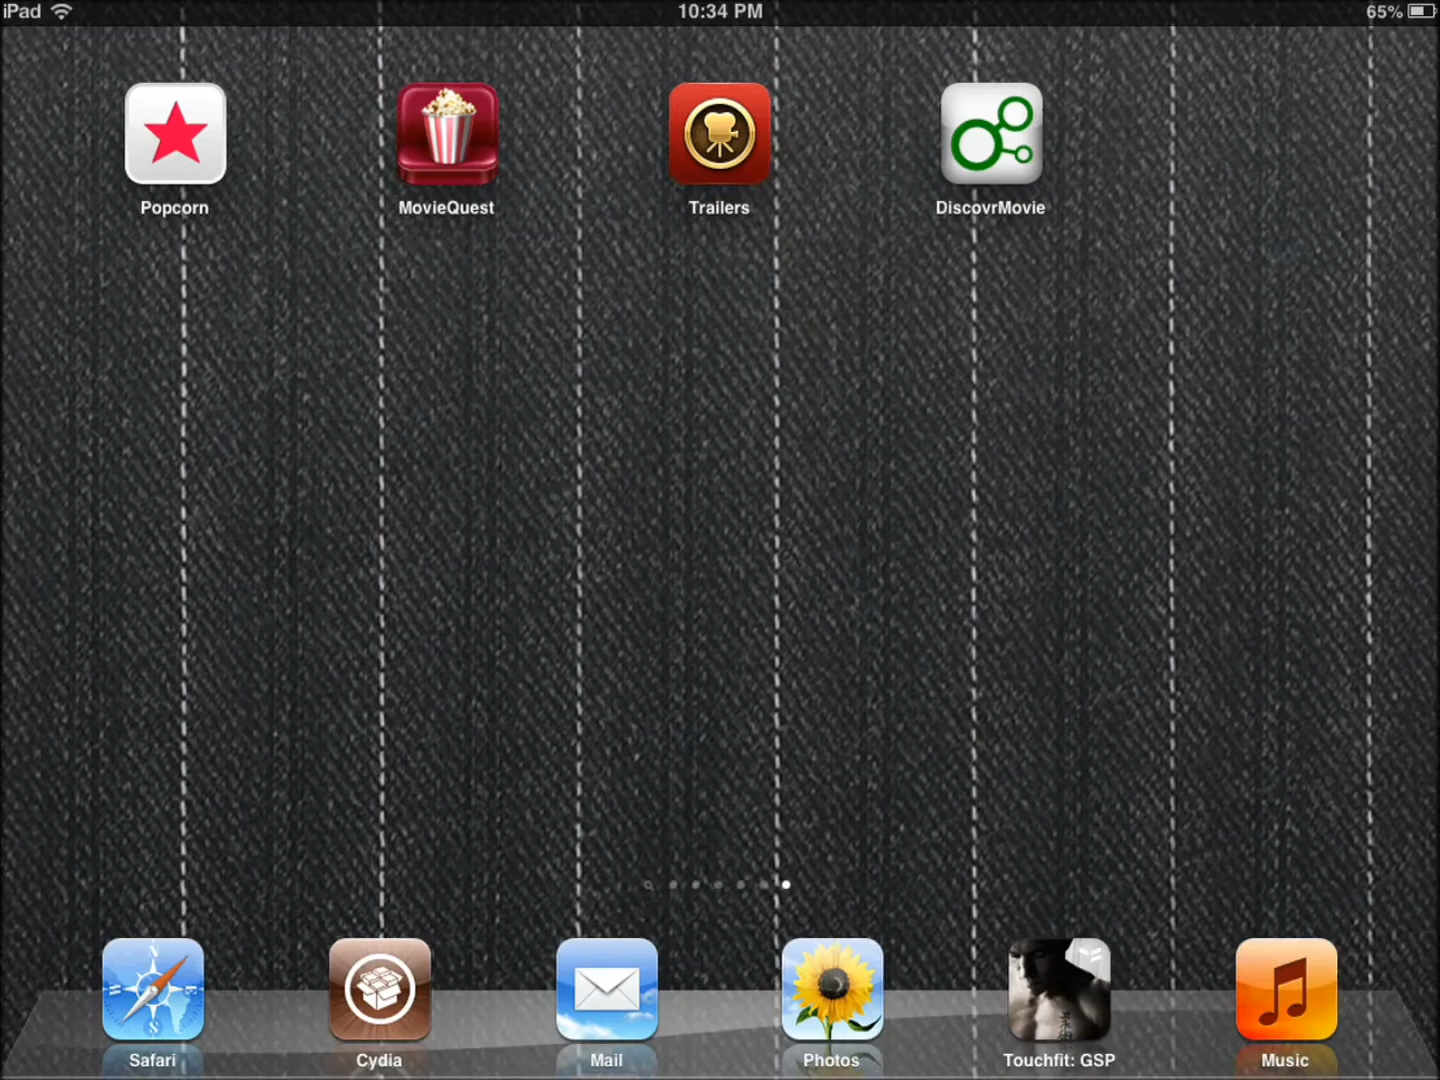 iPad 10:34 PM 65%
Popcorn MovieQuest Trailers DiscovrMovie
Safari Cydia Mail Photos Touchfit: GSP Music